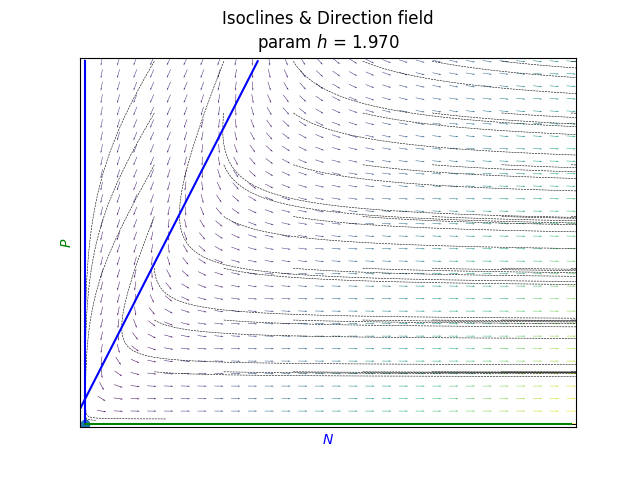 Isoclines & Direction field
param h = 1.970
P
N